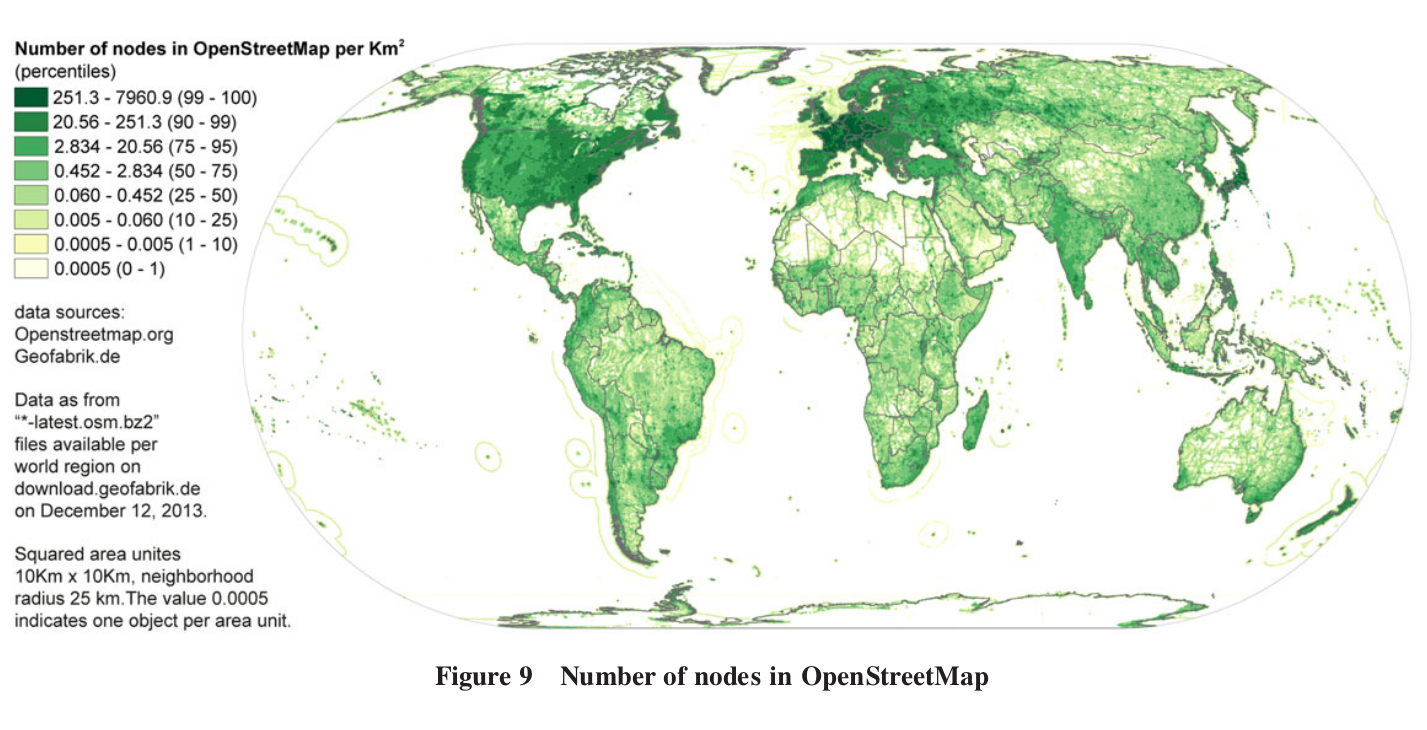 Number of nodes in OpenStreetMap per Km²
(percentiles)
251.3 - 7960.9 (99 - 100)
20.56 - 251.3 (90 - 99)
2.834 - 20.56 (75 - 95)
0.452 - 2.834 (50 - 75)
0.060 - 0.452 (25 - 50)
0.005 - 0.060 (10 - 25)
0.0005 - 0.005 (1 - 10)
0.0005 (0 - 1)
data sources:
Openstreetmap.org
Geofabrik.de
Data as from
“*-latest.osm.bz2”
files available per
world region on
download.geofabrik.de
on December 12, 2013.
Squared area unites
10Km x 10Km, neighborhood
radius 25 km.The value 0.0005
indicates one object per area unit.
Figure 9 Number of nodes in OpenStreetMap